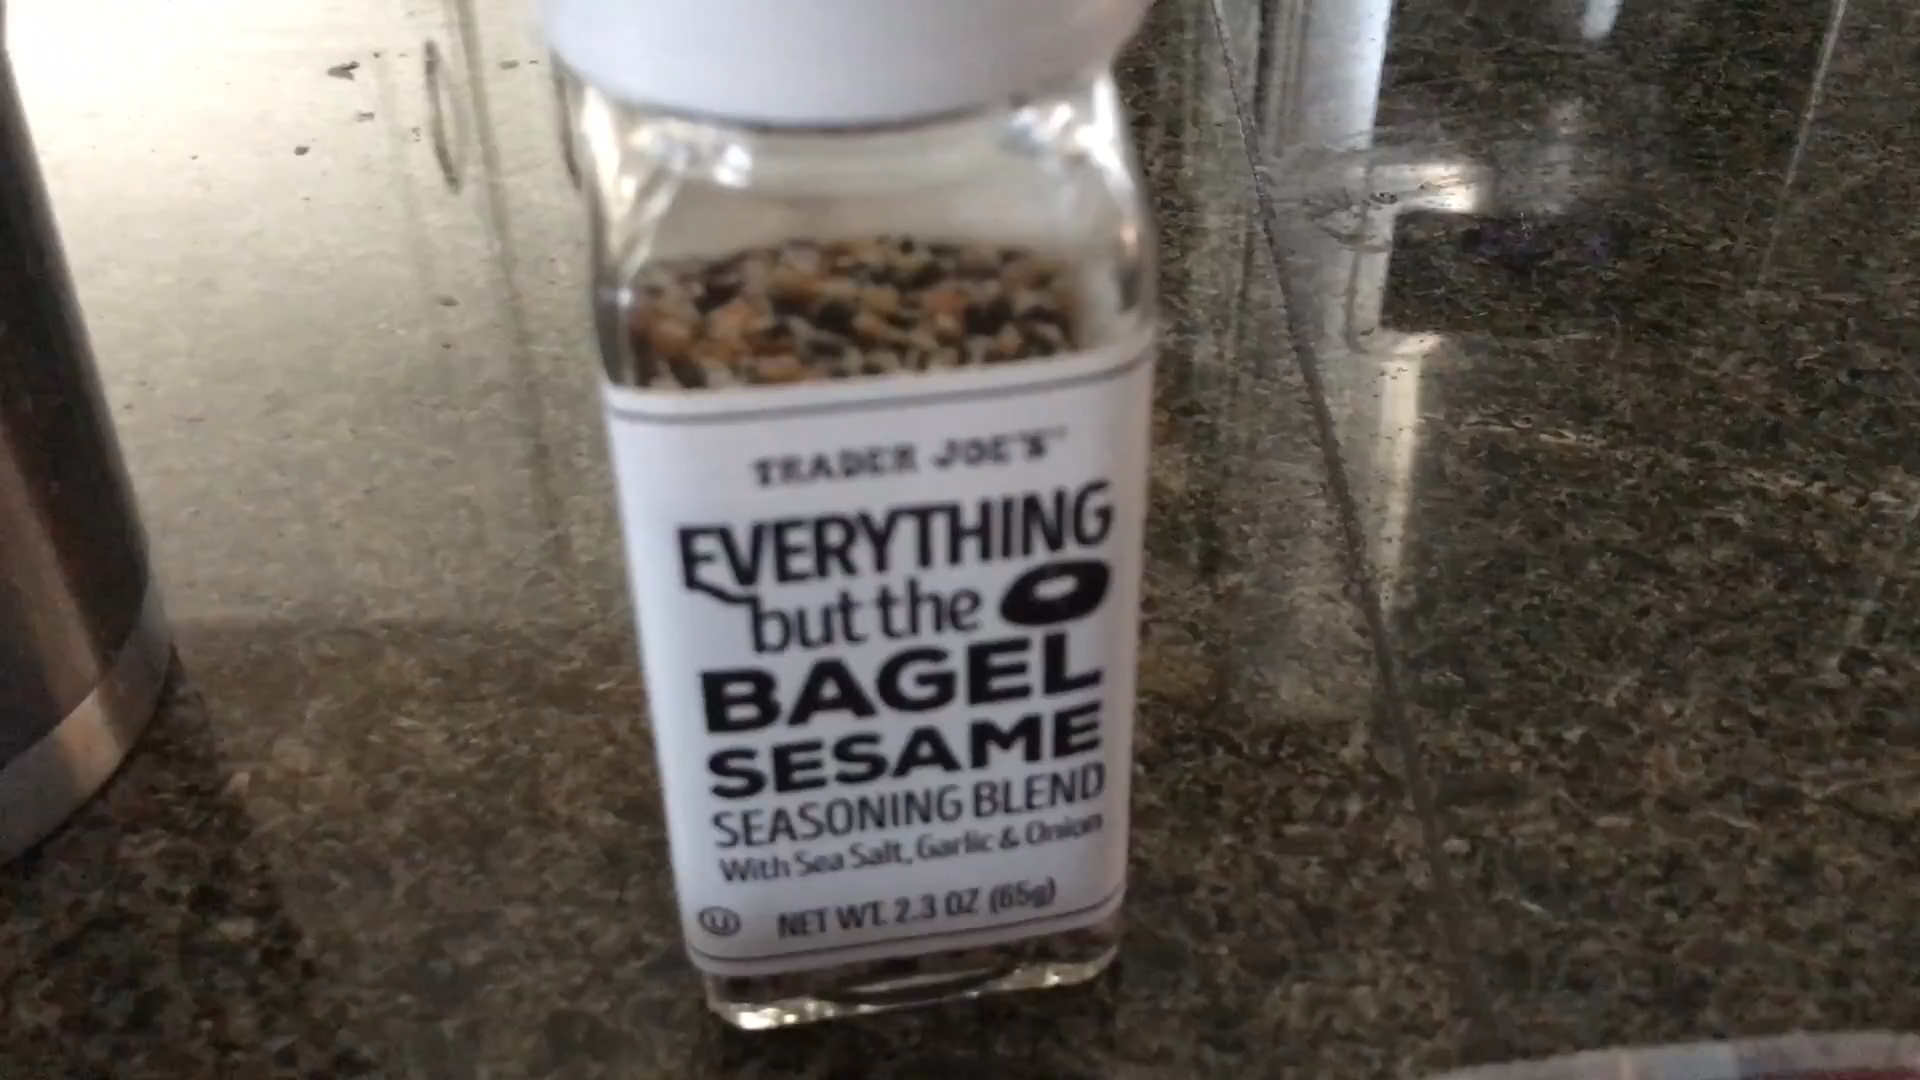 TRADER JOE'S™
EVERYTHING
but the
BAGEL
SESAME
SEASONING BLEND
With Sea Salt, Garlic & Onion
U NET WT. 2.3 OZ (65g)